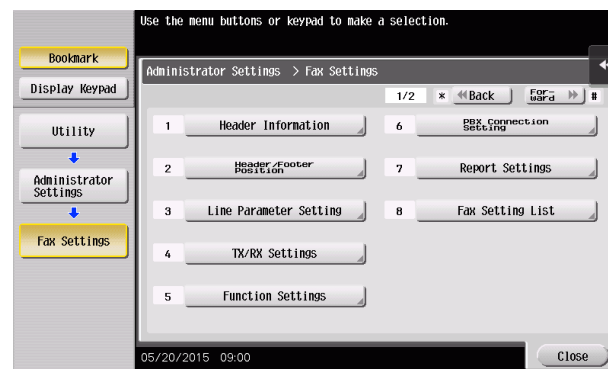 Use the menu buttons or keypad to make a selection.
Bookmark
Display Keypad
Utility
Administrator
Settings
Fax Settings
Administrator Settings > Fax Settings
1/2 * Back For-
ward #
1 Header Information
2 Header/Footer
Position
3 Line Parameter Setting
4 TX/RX Settings
5 Function Settings
6 PBX Connection
Setting
7 Report Settings
8 Fax Setting List
05/20/2015 09:00
Close